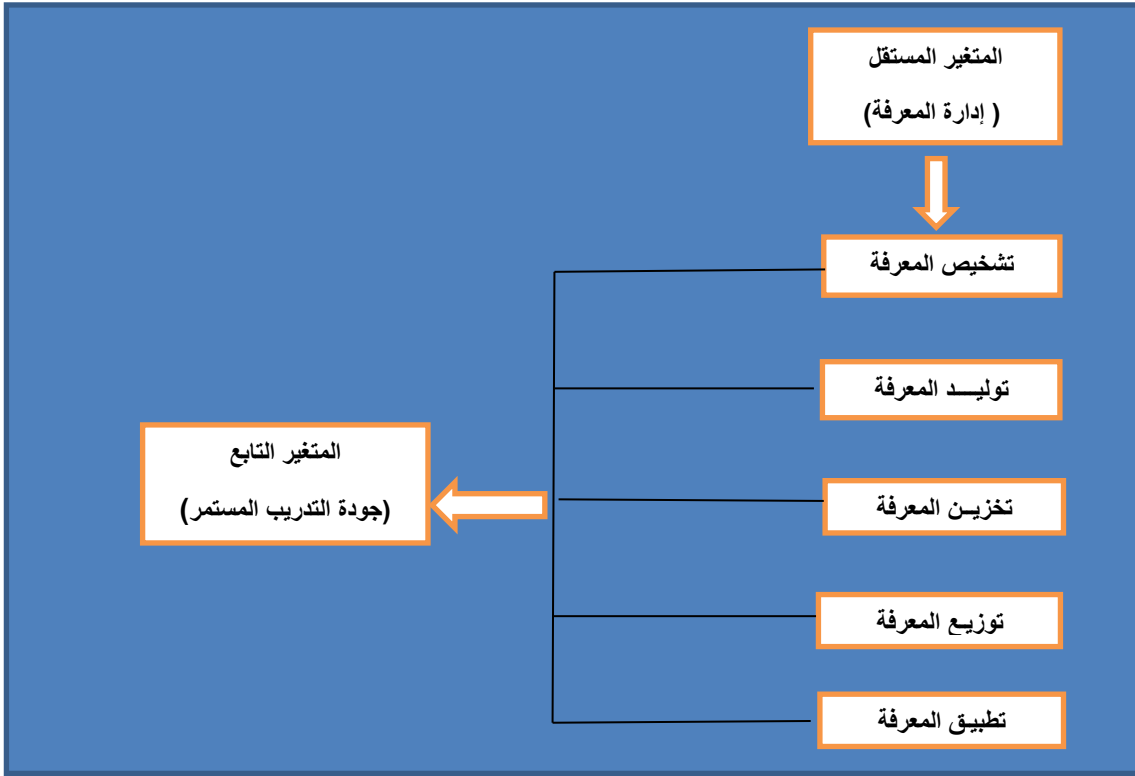 المتغير المستقل
( إدارة المعرفة)
تشخيص المعرفة
توليـــد المعرفة
المتغير التابع
(جودة التدريب المستمر)
تخزيـن المعرفة
توزيـع المعرفة
تطبيـق المعرفة